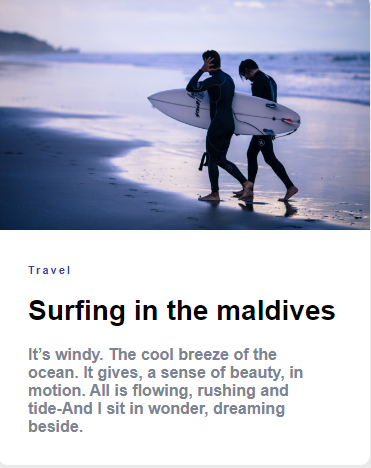 Travel
Surfing in the maldives
It’s windy. The cool breeze of the
ocean. It gives, a sense of beauty, in
motion. All is flowing, rushing and
tide-And I sit in wonder, dreaming
beside.